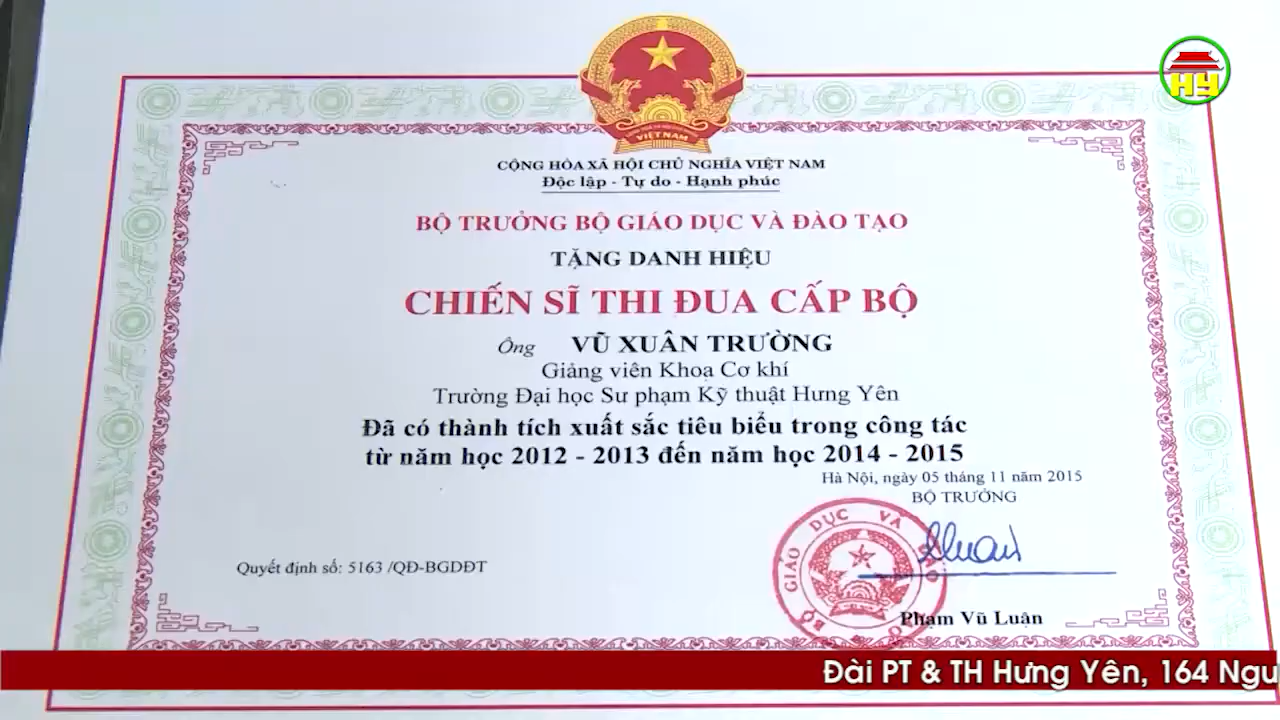 HY
VIỆT NAM
CỘNG HÒA XÃ HỘI CHỦ NGHĨA VIỆT NAM
Độc lập - Tự do - Hạnh phúc
BỘ TRƯỞNG BỘ GIÁO DỤC VÀ ĐÀO TẠO
TẶNG DANH HIỆU
CHIẾN SĨ THI ĐUA CẤP BỘ
Ông VŨ XUÂN TRƯỜNG
Giảng viên Khoa Cơ khí
Trường Đại học Sư phạm Kỹ thuật Hưng Yên
Đã có thành tích xuất sắc tiêu biểu trong công tác
từ năm học 2012 - 2013 đến năm học 2014 - 2015
Hà Nội, ngày 05 tháng 11 năm 2015
BỘ TRƯỞNG
BỘ GIÁO DỤC VÀ
Quyết định số: 5163 /QĐ-BGDĐT
Phạm Vũ Luận
Đài PT & TH Hưng Yên, 164 Ngu